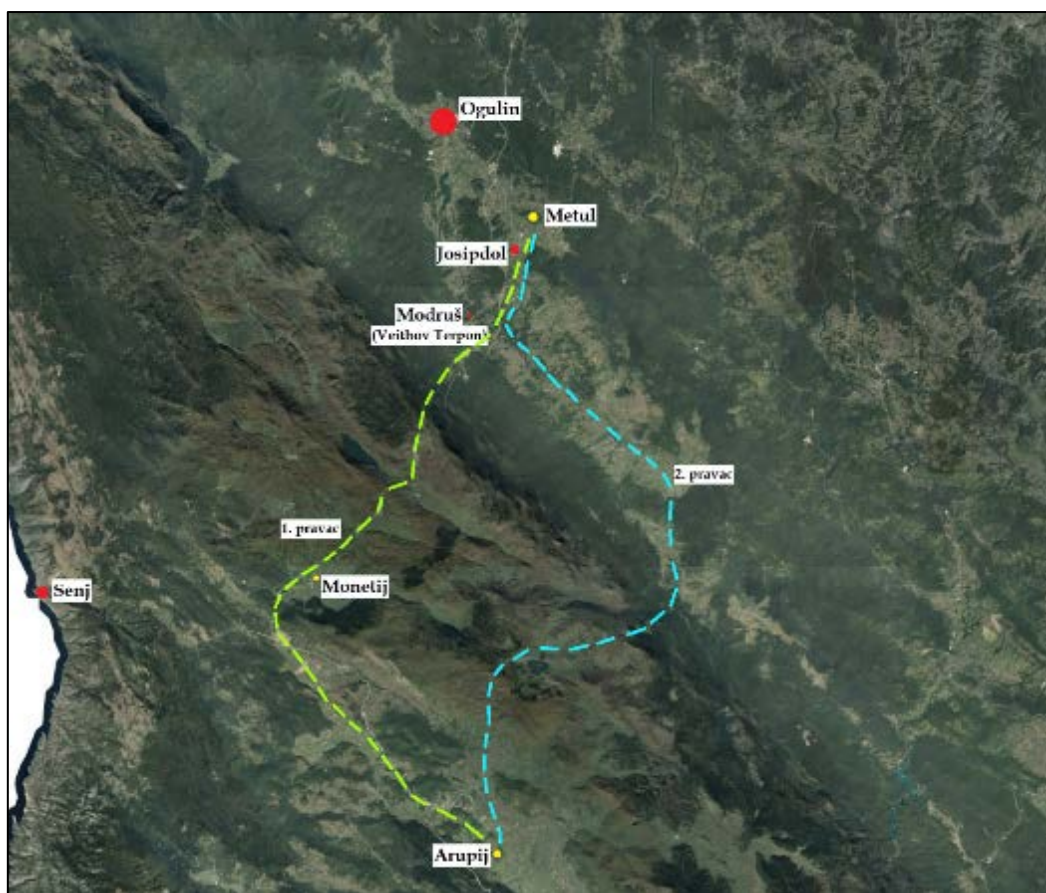 Ogulin
Metul
Josipdol
Modruš
(Veithov Terpon)
2. pravac
1. pravac
Monetij
Senj
Arupij